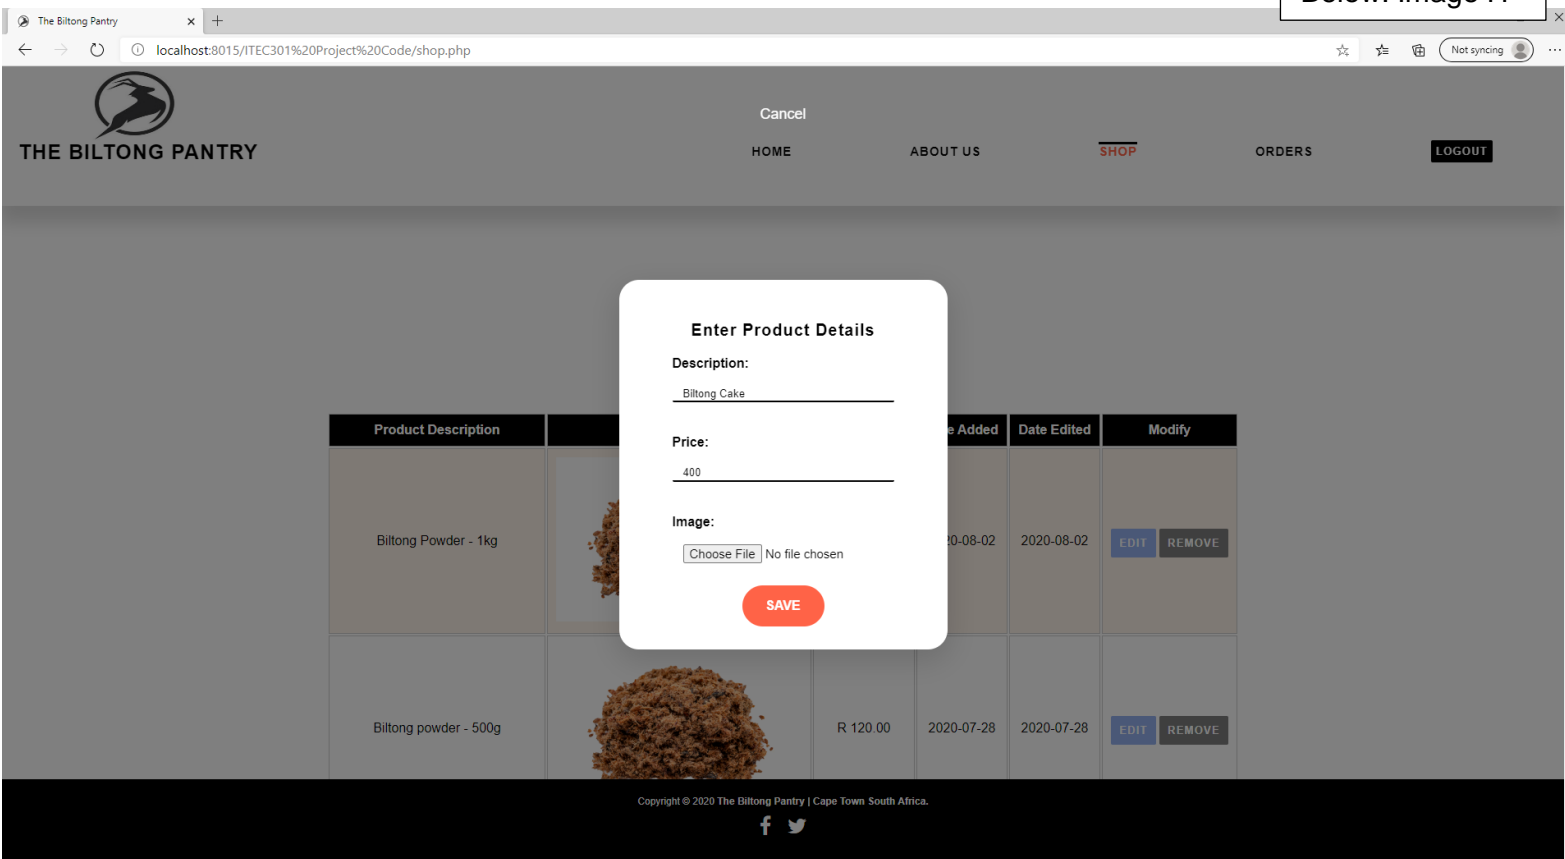 The Biltong Pantry
localhost:8015/ITEC301%20Project%20Code/shop.php
Not syncing
Cancel
THE BILTONG PANTRY
HOME ABOUT US SHOP ORDERS LOGOUT
Enter Product Details
Description:
Biltong Cake
Price:
400
Image:
Choose File No file chosen
SAVE
Product Description Added Date Edited Modify
Biltong Powder - 1kg 0-08-02 2020-08-02 EDIT REMOVE
Biltong powder - 500g R 120.00 2020-07-28 2020-07-28 EDIT REMOVE
Copyright © 2020 The Biltong Pantry | Cape Town South Africa.